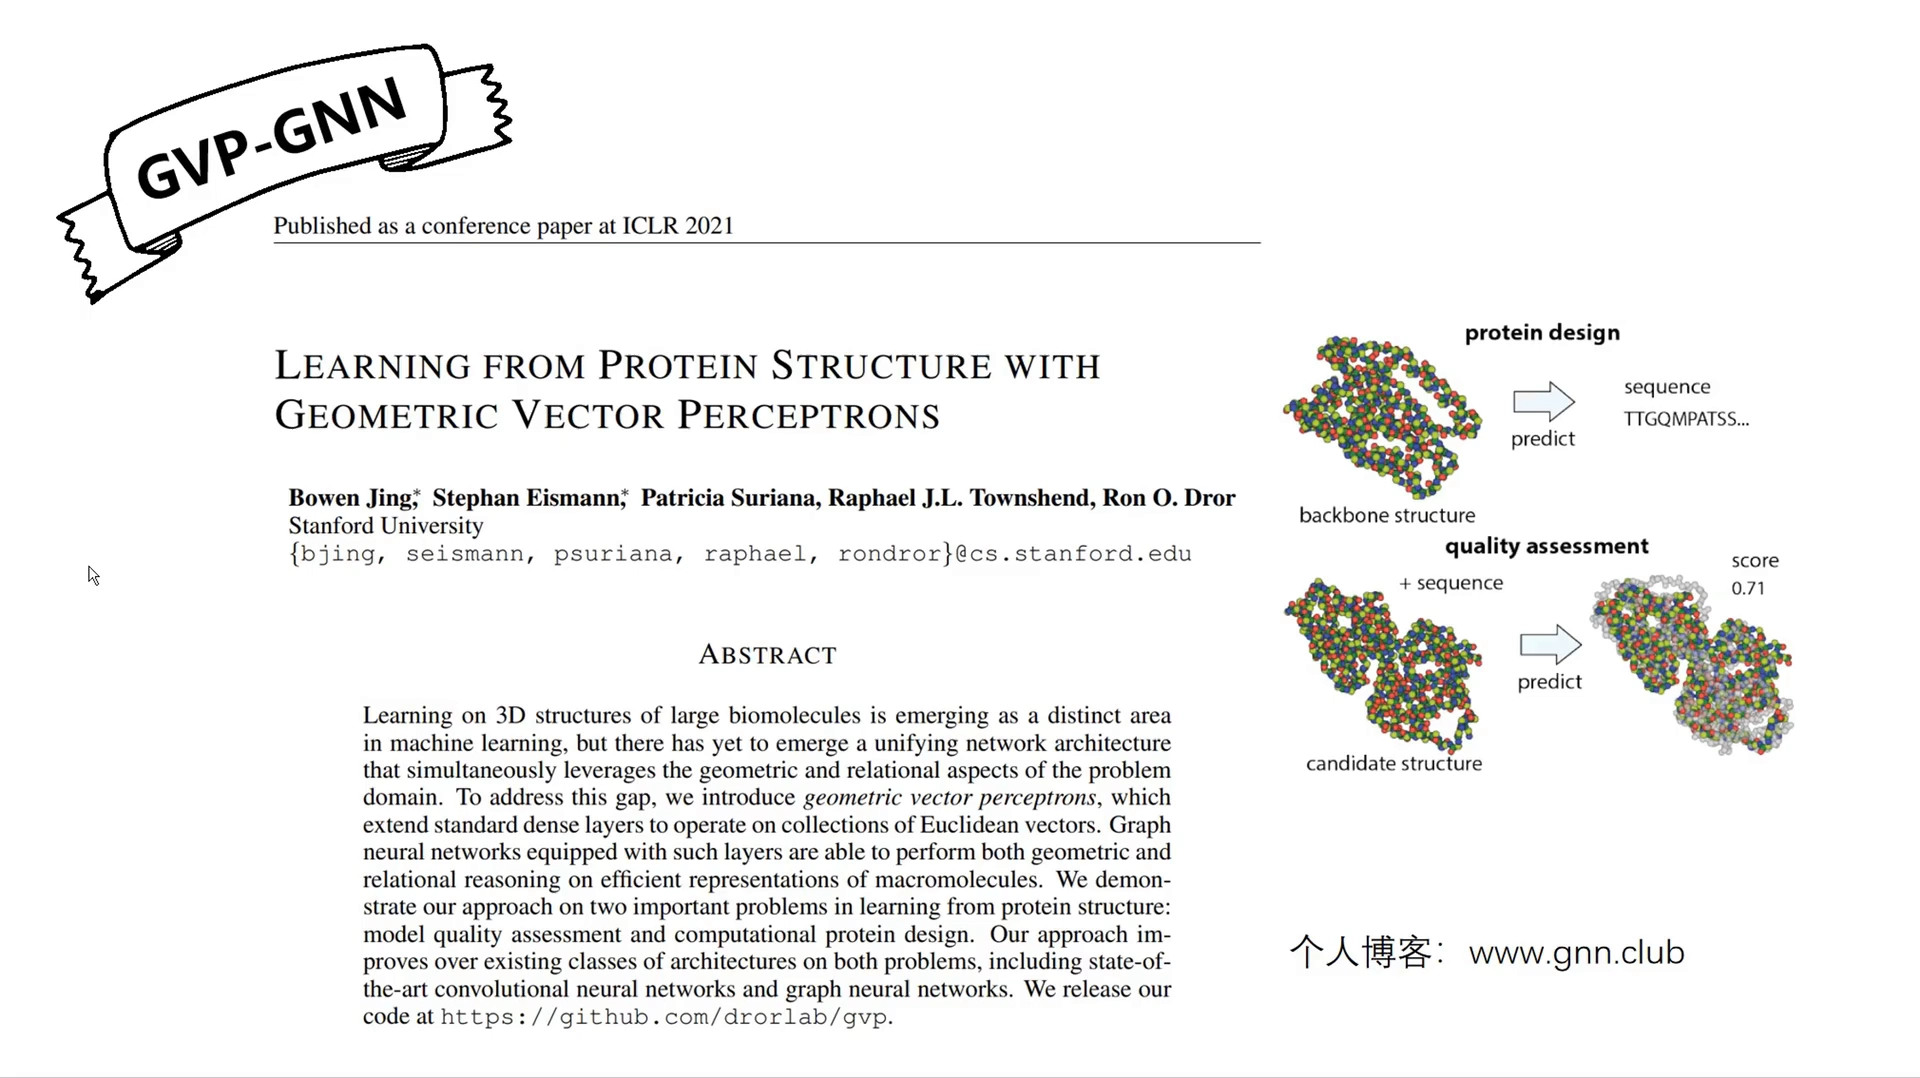 GVP-GNN
Published as a conference paper at ICLR 2021
LEARNING FROM PROTEIN STRUCTURE WITH
GEOMETRIC VECTOR PERCEPTRONS
Bowen Jing,* Stephan Eismann,* Patricia Suriana, Raphael J.L. Townshend, Ron O. Dror
Stanford University
{bjing, seismann, psuriana, raphael, rondror}@cs.stanford.edu
ABSTRACT
Learning on 3D structures of large biomolecules is emerging as a distinct area
in machine learning, but there has yet to emerge a unifying network architecture
that simultaneously leverages the geometric and relational aspects of the problem
domain. To address this gap, we introduce geometric vector perceptrons, which
extend standard dense layers to operate on collections of Euclidean vectors. Graph
neural networks equipped with such layers are able to perform both geometric and
relational reasoning on efficient representations of macromolecules. We demon-
strate our approach on two important problems in learning from protein structure:
model quality assessment and computational protein design. Our approach im-
proves over existing classes of architectures on both problems, including state-of-
the-art convolutional neural networks and graph neural networks. We release our
code at https://github.com/drorlab/gvp.
protein design
sequence
TTGQMPATSS...
predict
backbone structure
quality assessment
score
+ sequence
0.71
predict
candidate structure
个人博客：www.gnn.club